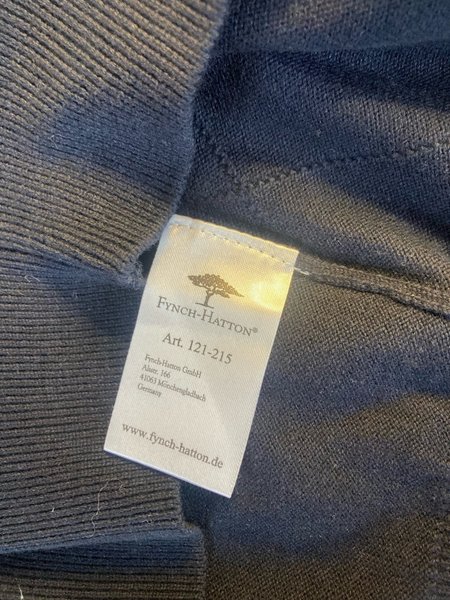 FYNCH-HATTON®
Art. 121-215
Fynch-Hatton GmbH
Alsstr. 166
41063 Mönchengladbach
Germany
www.fynch-hatton.de